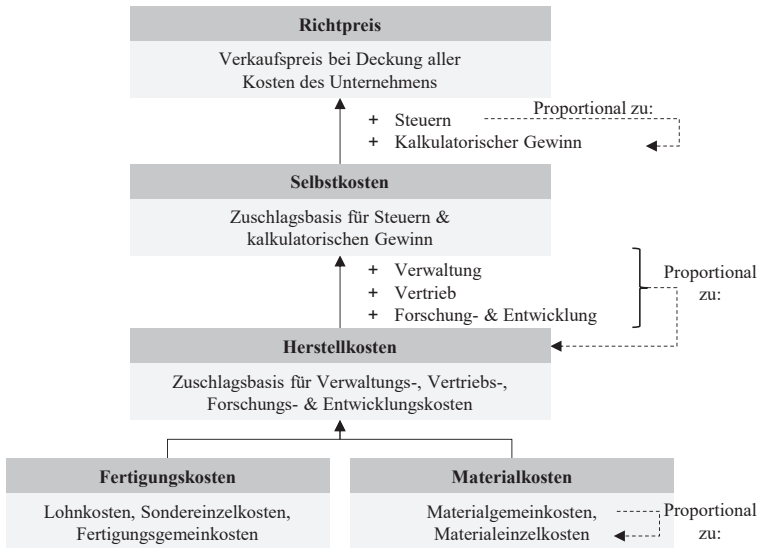 Richtpreis
Verkaufspreis bei Deckung aller
Kosten des Unternehmens
+ Steuern
+ Kalkulatorischer Gewinn
Proportional zu:
Selbstkosten
Zuschlagsbasis für Steuern &
kalkulatorischen Gewinn
+ Verwaltung
+ Vertrieb
+ Forschung- & Entwicklung
Proportional
zu:
Herstellkosten
Zuschlagsbasis für Verwaltungs-, Vertriebs-,
Forschungs- & Entwicklungskosten
Fertigungskosten
Lohnkosten, Sondereinzelkosten,
Fertigungsgemeinkosten
Materialkosten
Materialgemeinkosten,
Materialeinzelkosten
Proportional
zu: